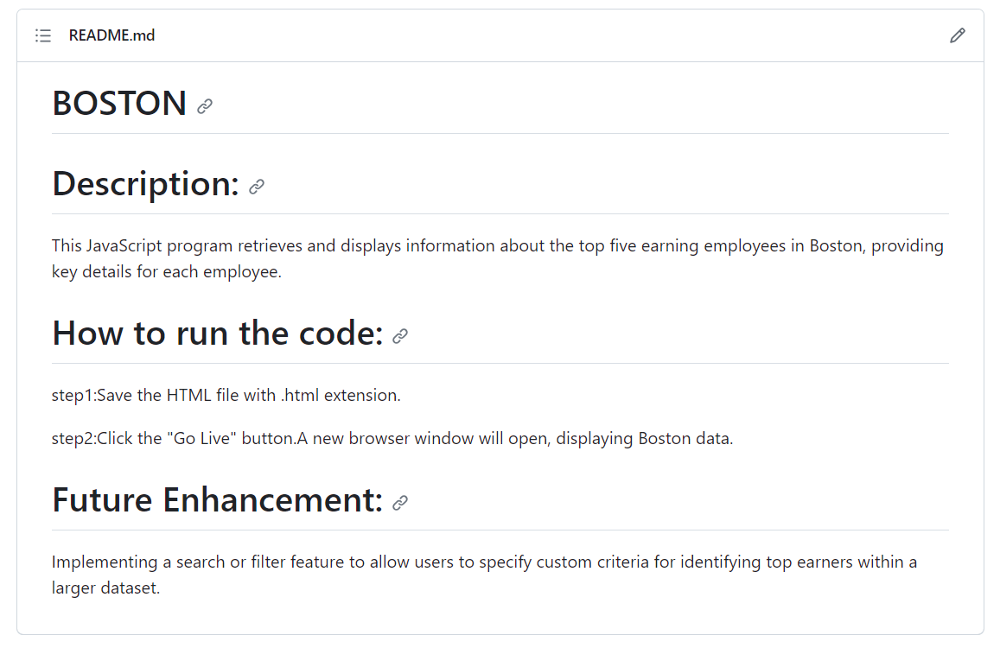 README.md
BOSTON
Description:
This JavaScript program retrieves and displays information about the top five earning employees in Boston, providing
key details for each employee.
How to run the code:
step1:Save the HTML file with .html extension.
step2:Click the "Go Live" button.A new browser window will open, displaying Boston data.
Future Enhancement:
Implementing a search or filter feature to allow users to specify custom criteria for identifying top earners within a
larger dataset.